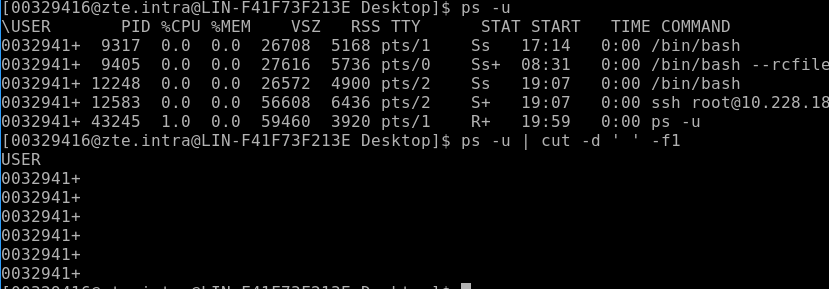 [00329416@zte.intra@LIN-F41F73F213E Desktop]$ ps -u
\USER       PID %CPU %MEM    VSZ   RSS TTY      STAT START   TIME COMMAND
0032941+  9317  0.0  0.0  26708  5168 pts/1    Ss   17:14   0:00 /bin/bash
0032941+  9405  0.0  0.0  27616  5736 pts/0    Ss+  08:31   0:00 /bin/bash --rcfile
0032941+ 12248  0.0  0.0  26572  4900 pts/2    Ss   19:07   0:00 /bin/bash
0032941+ 12583  0.0  0.0  56608  6436 pts/2    S+   19:07   0:00 ssh root@10.228.18
0032941+ 43245  1.0  0.0  59460  3920 pts/1    R+   19:59   0:00 ps -u
[00329416@zte.intra@LIN-F41F73F213E Desktop]$ ps -u | cut -d ' ' -f1
USER
0032941+
0032941+
0032941+
0032941+
0032941+
0032941+
[00329416@zte.intra@LIN-F41F73F213E Desktop]$